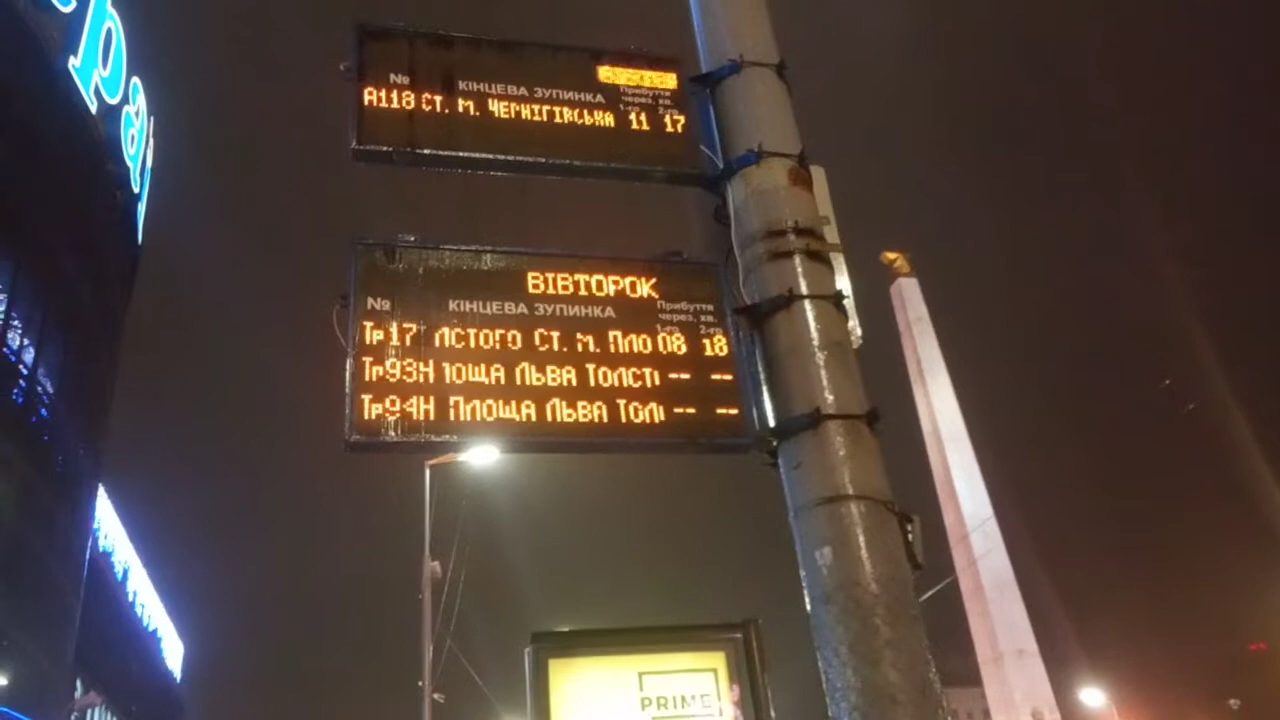 № КІНЦЕВА ЗУПИНКА Прибуття через, хв. 1-го 2-го
А118 СТ. М. ЧЕРНІГІВСЬКА 11 17
ВІВТОРОК
№ КІНЦЕВА ЗУПИНКА Прибуття через, хв. 1-го 2-го
Тр17 ЛСТОГО СТ. М. ПЛО 08 18
Тр93Н ЮЩА ЛЬВА ТОЛСТ -- --
Тр94Н ПЛОЩА ЛЬВА ТОЛ -- --
PRIME